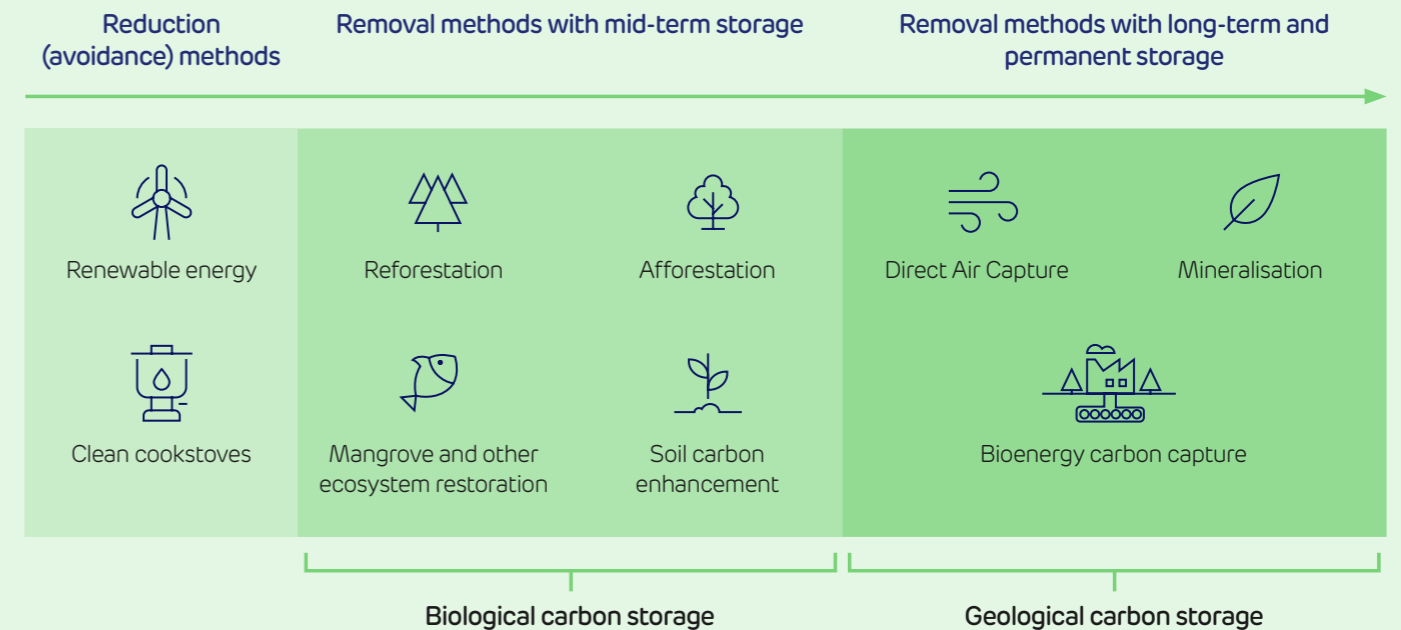 Reduction
(avoidance) methods
Removal methods with mid-term storage
Removal methods with long-term and
permanent storage
Renewable energy
Reforestation
Afforestation
Direct Air Capture
Mineralisation
Clean cookstoves
Mangrove and other
ecosystem restoration
Soil carbon
enhancement
Bioenergy carbon capture
Biological carbon storage
Geological carbon storage